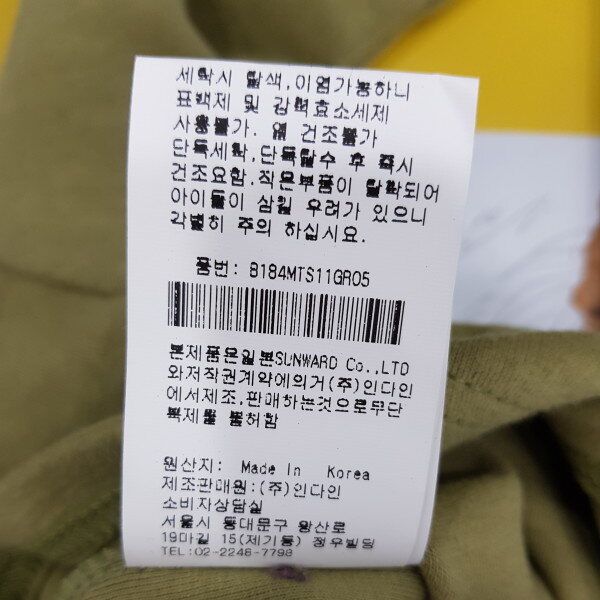 세탁시 탈색,이염가능하니
표백제 및 강력효소세제
사용불가. 열 건조불가
단독세탁,단독탈수 후 즉시
건조요함.작은부품이 탈락되어
아이들이 삼킬 우려가 있으니
각별히 주의 하십시요.
품번: B184MTS11GR05
본제품은일본SUNWARD Co.,LTD
와저작권계약에의거(주)인다인
에서제조,판매하는것으로무단
복제를 불허함
원산지: Made In Korea
제조판매원:(주)인다인
소비자상담실
서울시 동대문구 왕산로
19마길 15(제기동) 정우빌딩
TEL:02-2248-7798